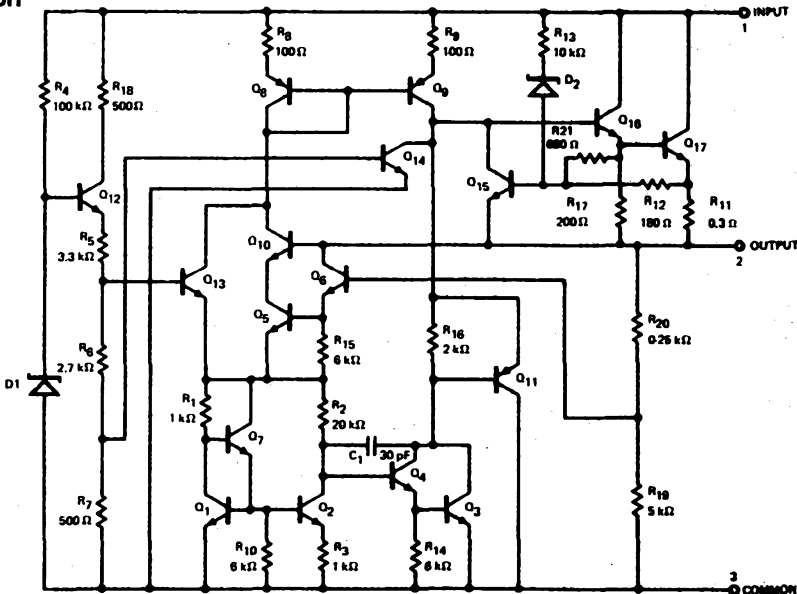 R4
100 kΩ
R18
500Ω
R8
100Ω
R9
100Ω
R13
10 kΩ
INPUT
1
D2
Q8
Q9
Q16
R21
680 Ω
Q17
Q14
Q12
Q15
R17
200Ω
R12
180 Ω
R11
0.3 Ω
R5
3.3 kΩ
Q10
OUTPUT
2
Q13
Q6
Q5
R20
0.25 kΩ
R16
2 kΩ
R15
6 kΩ
R6
2.7 kΩ
D1
R1
1 kΩ
Q11
R2
20 kΩ
Q7
C1
30 pF
Q4
R7
500 Ω
Q1
Q2
Q3
R19
5 kΩ
R10
6 kΩ
R3
1 kΩ
R14
6 kΩ
3
COMMON